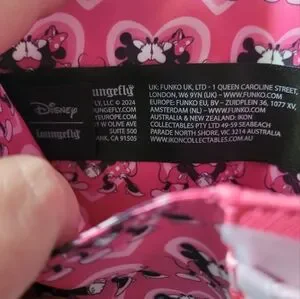 Disney
Loungefly
ungefly
FLY, LLC © 2024
EUROPE.COM
W OLIVE AVE
SUITE 500
BANK, CA 91505
UK: FUNKO UK, LTD - 1 QUEEN CAROLINE STREET,
LONDON, W6 9YN (UK) - WWW.FUNKO.COM
EUROPE: FUNKO EU, BV - ZUIDPLEIN 36, 1077 XV,
AMSTERDAM (NL) - WWW.FUNKO.COM
AUSTRALIA & NEW ZEALAND: IKON
COLLECTABLES PTY LTD 49-59 SEABEACH
PARADE NORTH SHORE, VIC 3214 AUSTRALIA
WWW.IKONCOLLECTABLES.COM